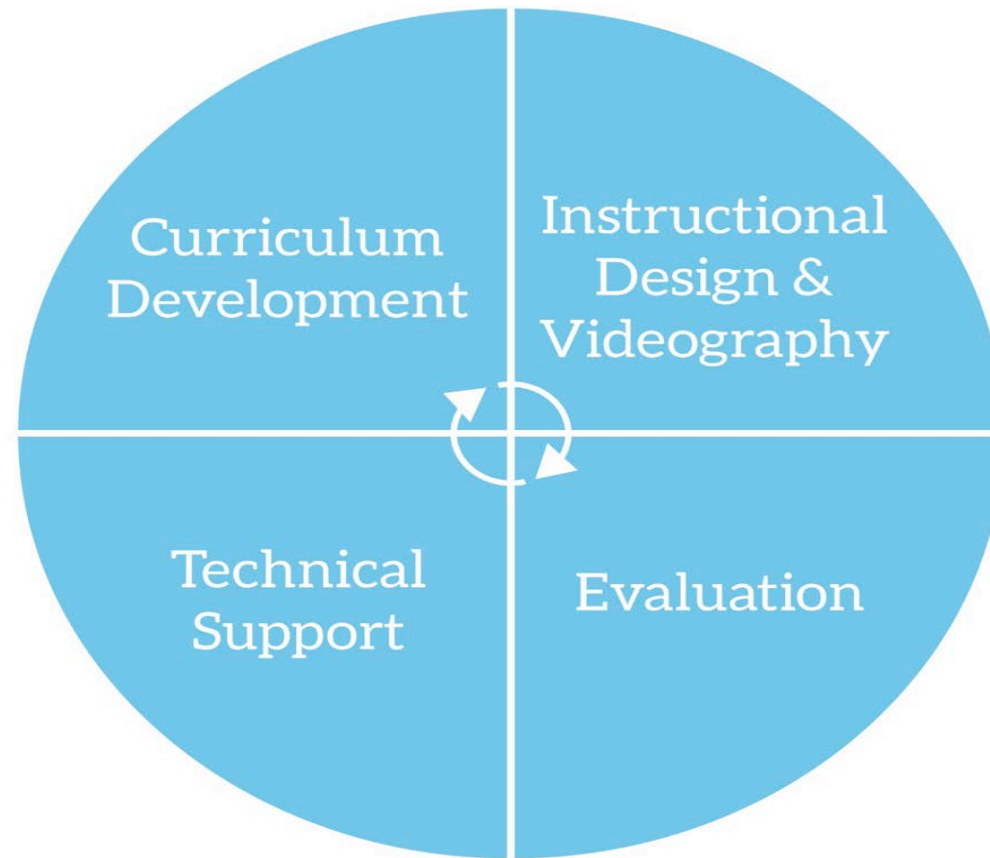 Curriculum
Development
Instructional
Design &
Videography
Technical
Support
Evaluation